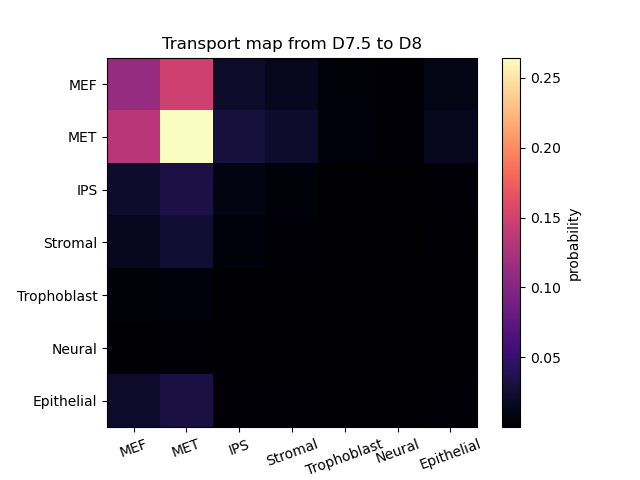 Transport map from D7.5 to D8
MEF
MET
IPS
Stromal
Trophoblast
Neural
Epithelial
MEF
MET
IPS
Stromal
Trophoblast
Neural
Epithelial
0.25
0.20
0.15
0.10
0.05
probability